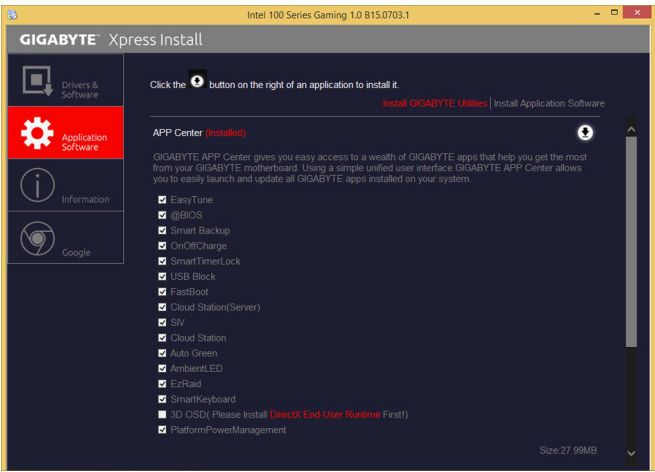 Intel 100 Series Gaming 1.0 B15.0703.1
GIGABYTE™ Xpress Install
Drivers &
Software
Application
Software
Information
Google
Click the button on the right of an application to install it.
Install GIGABYTE Utilities | Install Application Software
APP Center (Installed)
GIGABYTE APP Center gives you easy access to a wealth of GIGABYTE apps that help you get the most
from your GIGABYTE motherboard. Using a simple unified user interface GIGABYTE APP Center allows
you to easily launch and update all GIGABYTE apps installed on your system.
EasyTune
@BIOS
Smart Backup
OnOffCharge
SmartTimerLock
USB Block
FastBoot
Cloud Station(Server)
SIV
Cloud Station
Auto Green
AmbientLED
EzRaid
SmartKeyboard
3D OSD( Please Install DirectX End-User Runtime First!)
PlatformPowerManagement
Size:27.99MB